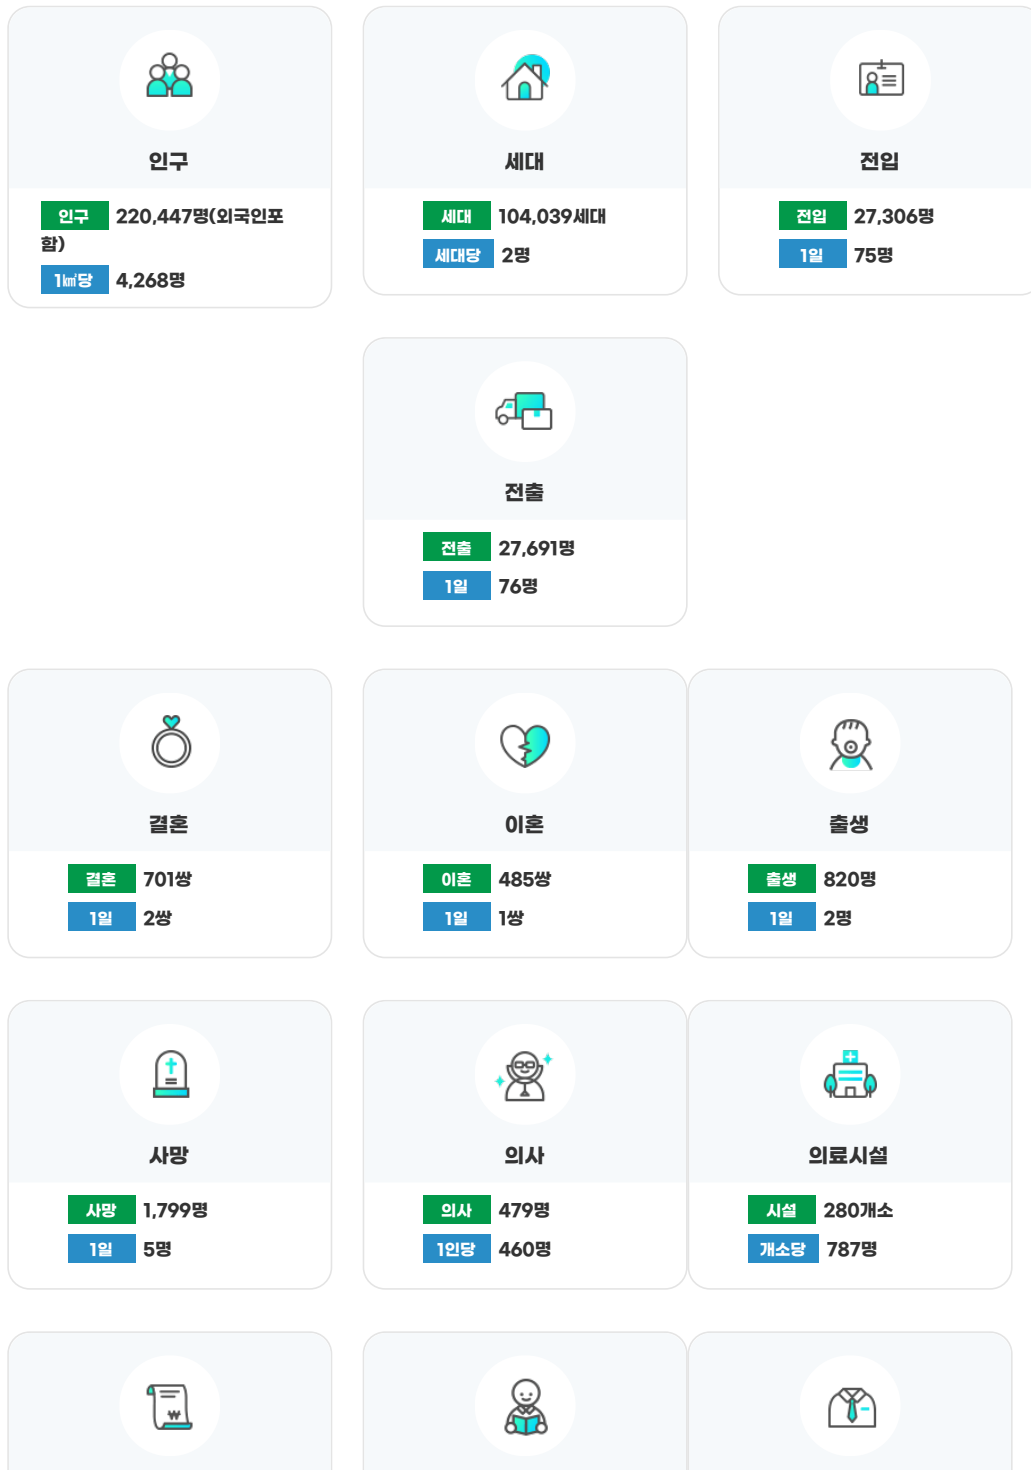 인구
인구 220,447명(외국인포
함)
1㎢당 4,268명
세대
세대 104,039세대
세대당 2명
전입
전입 27,306명
1일 75명
전출
전출 27,691명
1일 76명
결혼
결혼 701쌍
1일 2쌍
이혼
이혼 485쌍
1일 1쌍
출생
출생 820명
1일 2명
사망
사망 1,799명
1일 5명
의사
의사 479명
1인당 460명
의료시설
시설 280개소
개소당 787명